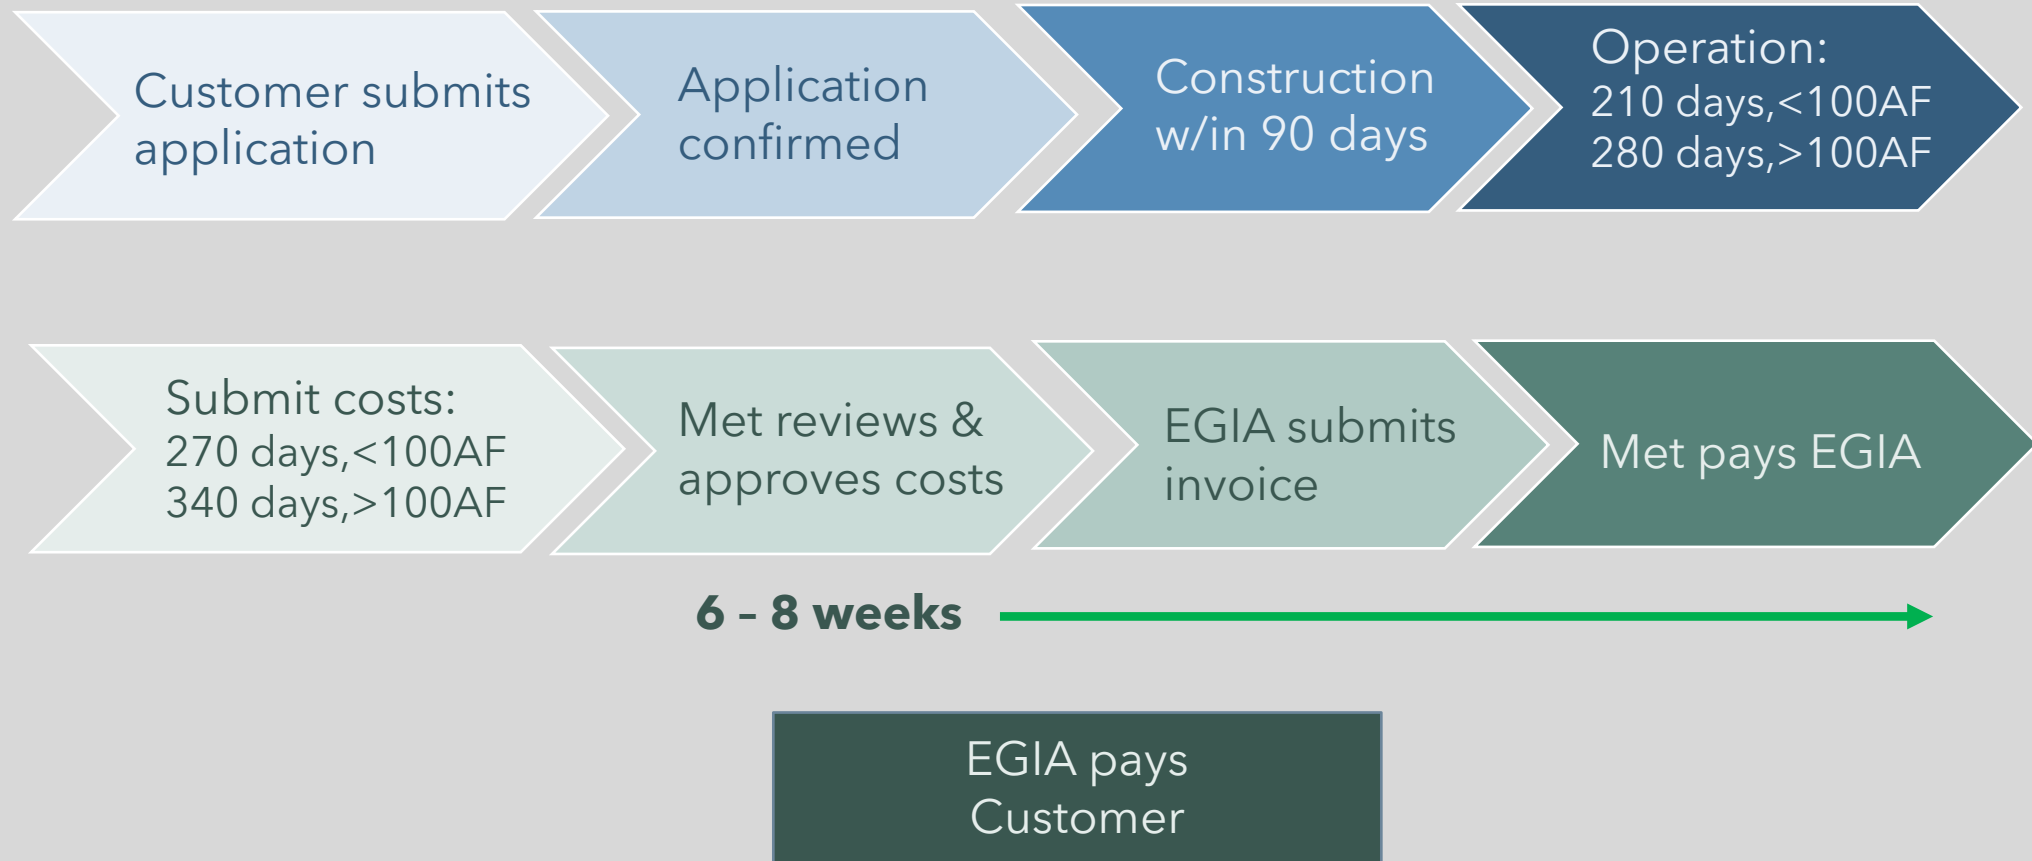 Customer submits
application
Application
confirmed
Construction
w/in 90 days
Operation:
210 days,<100AF
280 days,>100AF
Submit costs:
270 days,<100AF
340 days,>100AF
Met reviews &
approves costs
EGIA submits
invoice
Met pays EGIA
6 – 8 weeks
EGIA pays
Customer